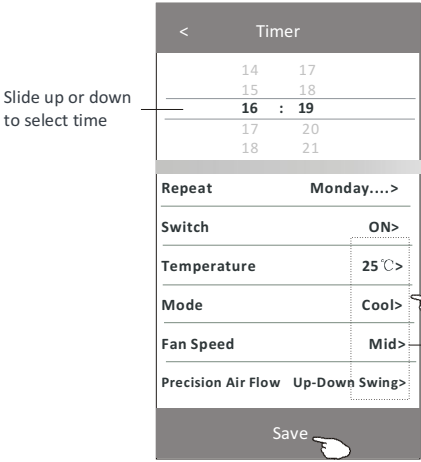 < Timer
14 17
15 18
Slide up or down
to select time
16 : 19
17 20
18 21
Repeat Monday....>
Switch ON>
Temperature 25℃>
Mode Cool>
Fan Speed Mid>
Precision Air Flow Up-Down Swing>
Save